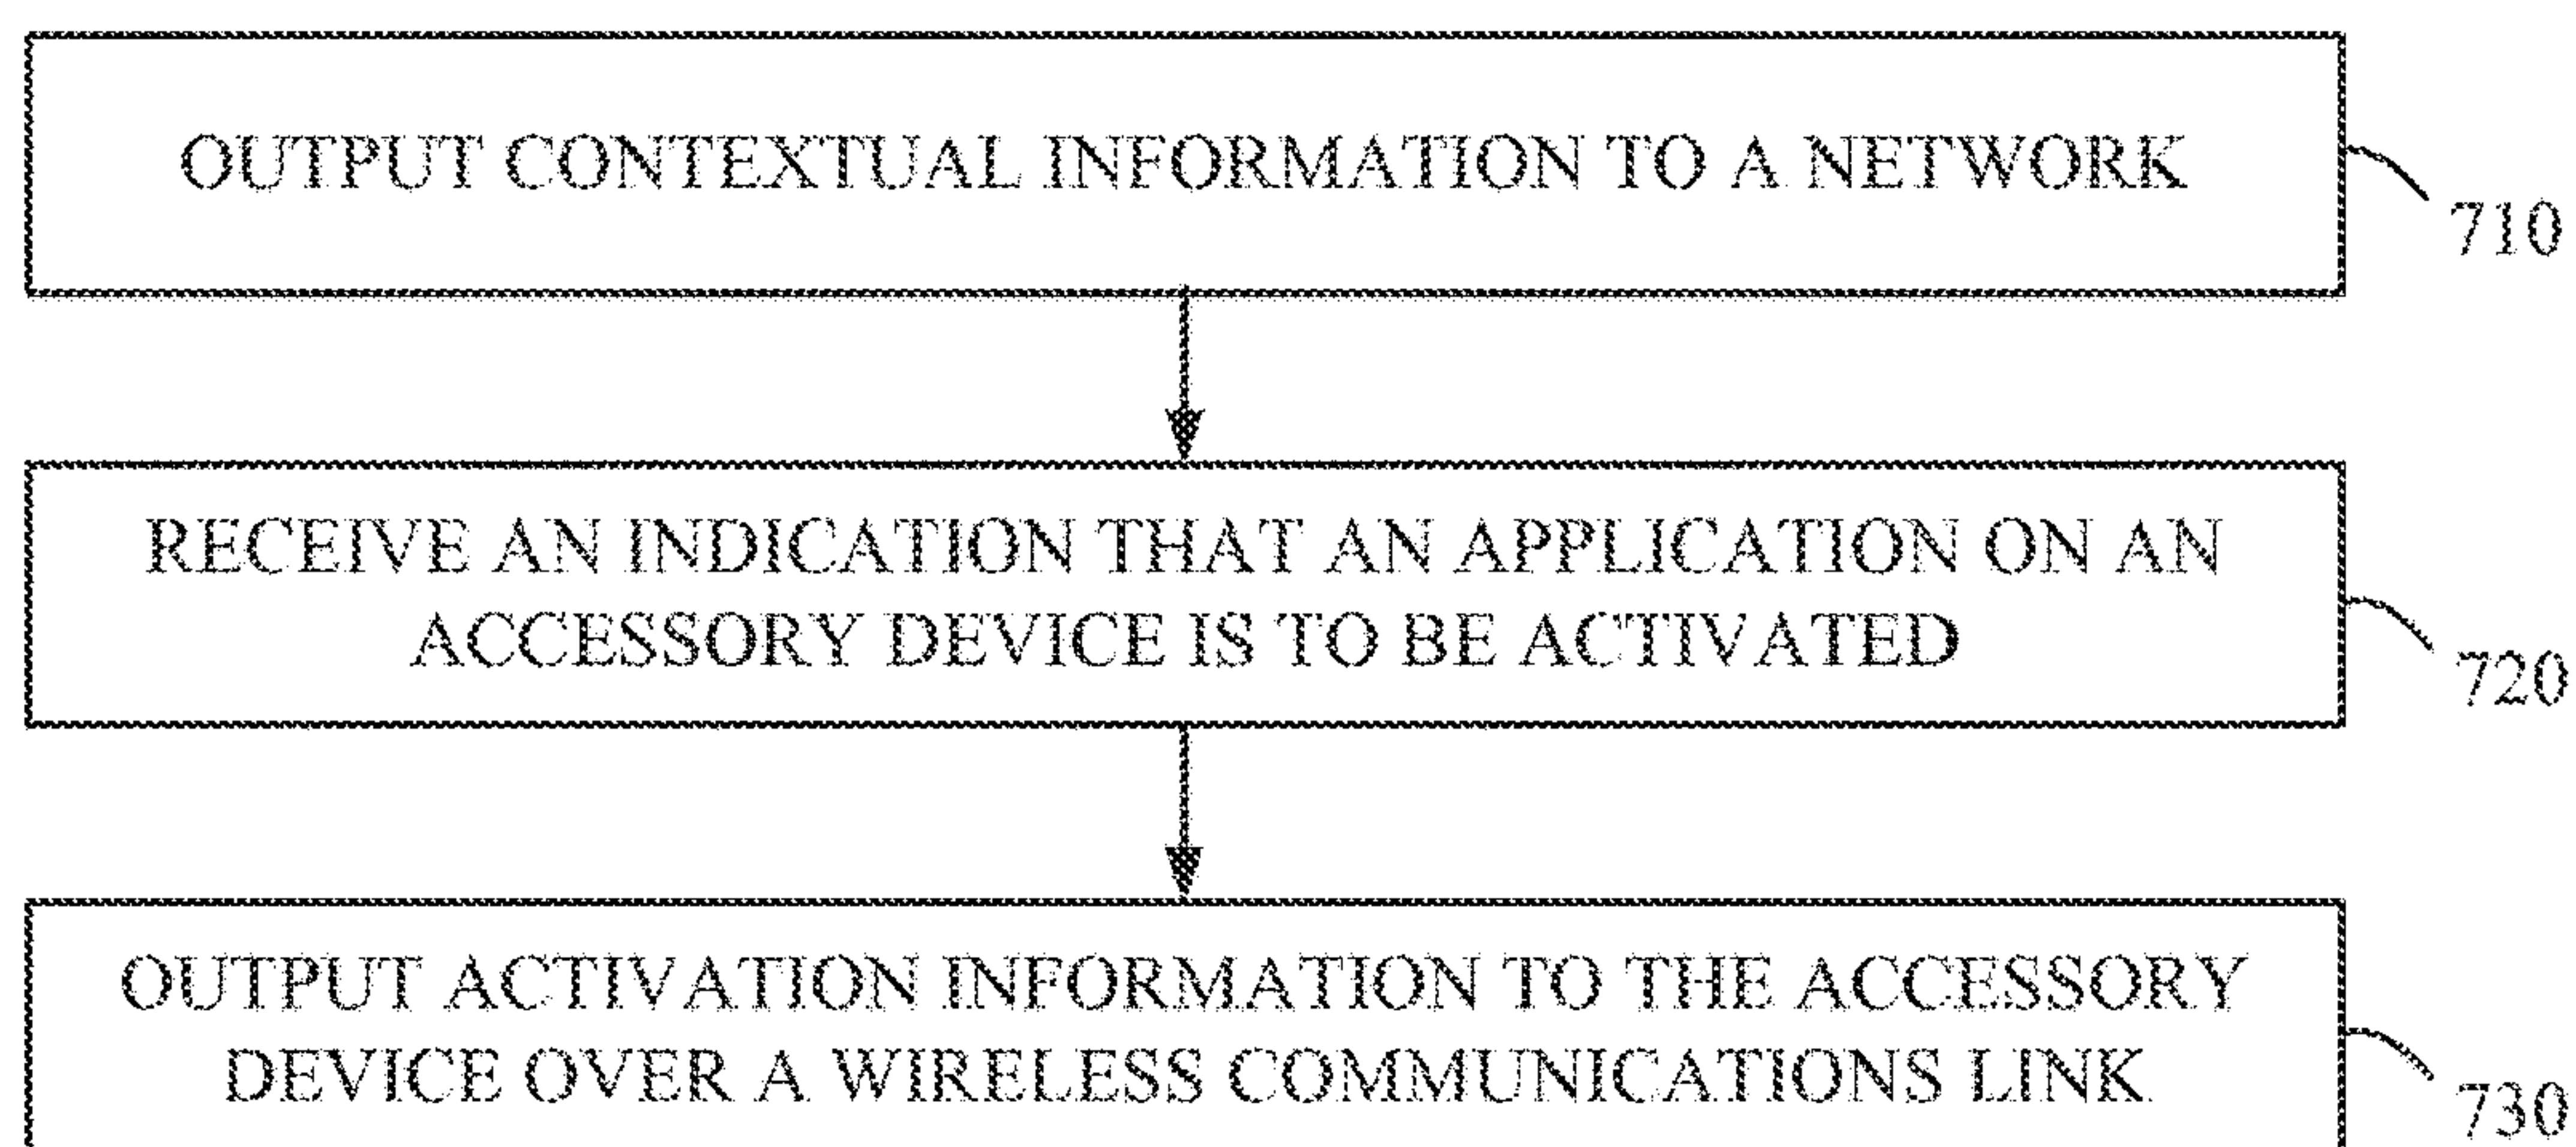 OUTPUT CONTEXTUAL INFORMATION TO A NETWORK
710
RECEIVE AN INDICATION THAT AN APPLICATION ON AN
ACCESSORY DEVICE IS TO BE ACTIVATED
720
OUTPUT ACTIVATION INFORMATION TO THE ACCESSORY
DEVICE OVER A WIRELESS COMMUNICATIONS LINK
730